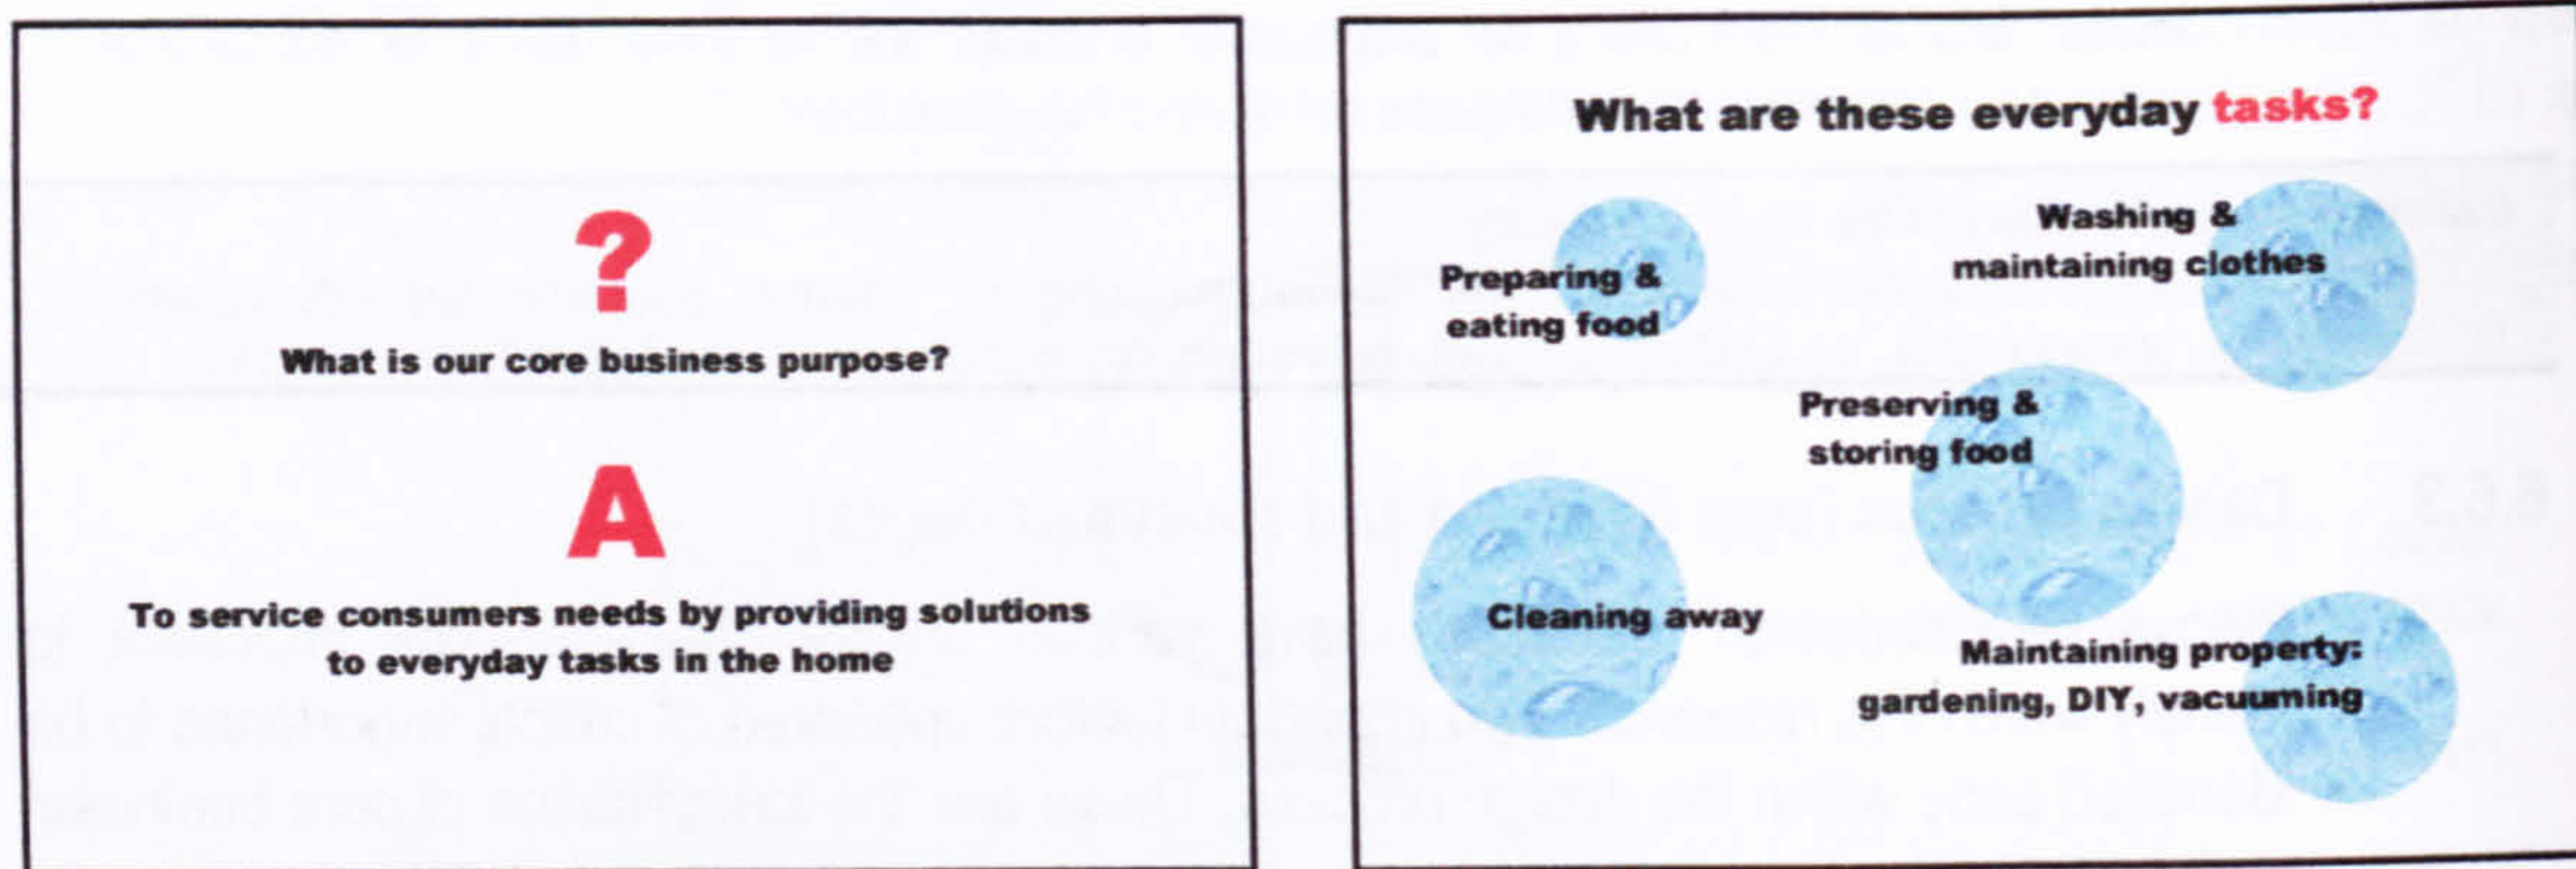 ?
What is our core business purpose?
A
To service consumers needs by providing solutions
to everyday tasks in the home
What are these everyday tasks?
Preparing &
eating food
Washing &
maintaining clothes
Preserving &
storing food
Cleaning away
Maintaining property:
gardening, DIY, vacuuming